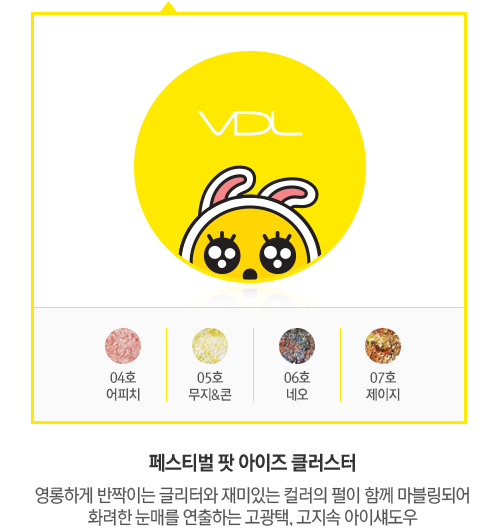 VDL
04호
어피치
05호
무지&콘
06호
네오
07호
제이지
페스티벌 팟 아이즈 클러스터
영롱하게 반짝이는 글리터와 재미있는 컬러의 펄이 함께 마블링되어
화려한 눈매를 연출하는 고광택, 고지속 아이섀도우